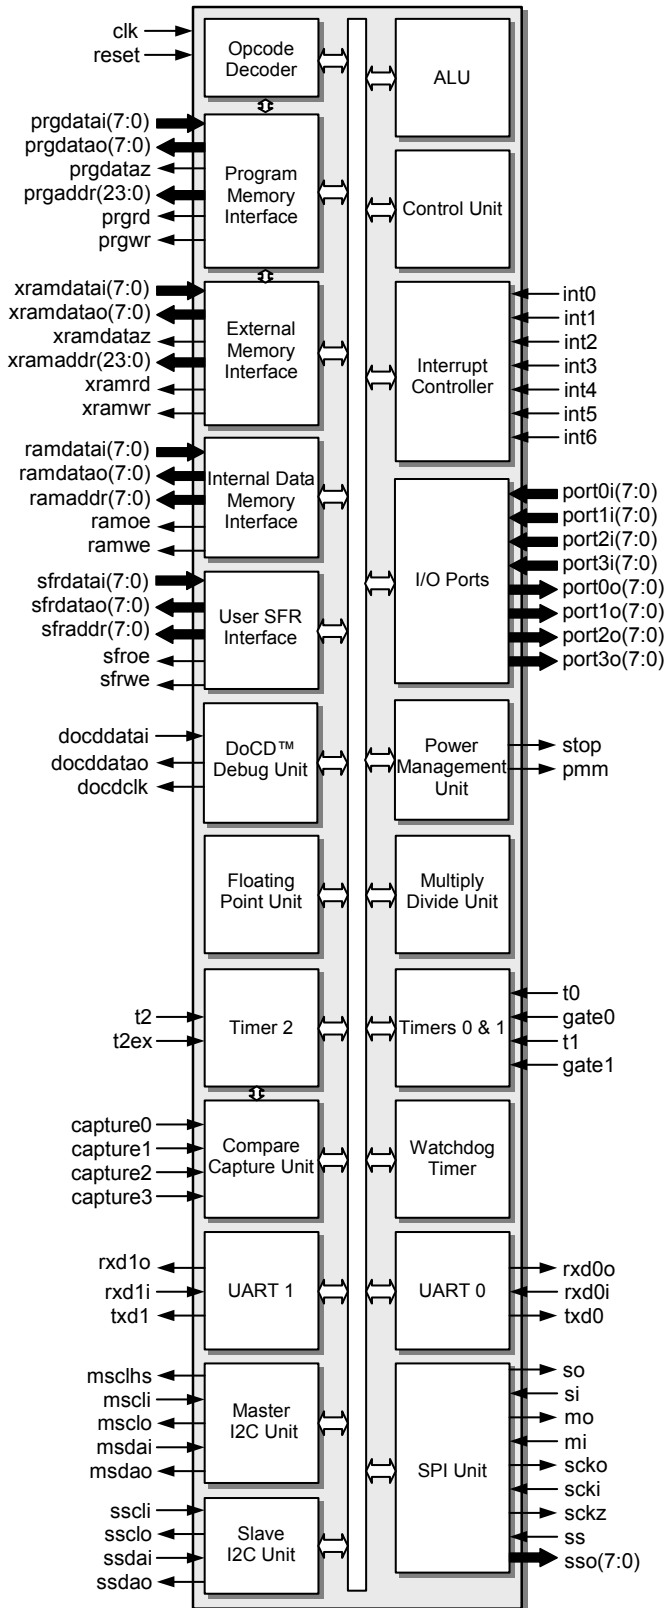 clk
reset
Opcode
Decoder
ALU
prgdatai(7:0)
prgdatao(7:0)
prgdataz
prgaddr(23:0)
prgrd
prgwr
Program
Memory
Interface
Control Unit
xramdatai(7:0)
xramdatao(7:0)
xramdataz
xramaddr(23:0)
xramrd
xramwr
External
Memory
Interface
Interrupt
Controller
int0
int1
int2
int3
int4
int5
int6
ramdatai(7:0)
ramdatao(7:0)
ramaddr(7:0)
ramoe
ramwe
Internal Data
Memory
Interface
I/O Ports
port0i(7:0)
port1i(7:0)
port2i(7:0)
port3i(7:0)
port0o(7:0)
port1o(7:0)
port2o(7:0)
port3o(7:0)
sfrdatai(7:0)
sfrdatao(7:0)
sfraddr(7:0)
sfroe
sfrwe
User SFR
Interface
docddatai
docddatao
docdclk
DoCD™
Debug Unit
Power
Management
Unit
stop
pmm
Floating
Point Unit
Multiply
Divide Unit
t2
t2ex
Timer 2
Timers 0 & 1
t0
gate0
t1
gate1
capture0
capture1
capture2
capture3
Compare
Capture Unit
Watchdog
Timer
rxd1o
rxd1i
txd1
UART 1
UART 0
rxd0o
rxd0i
txd0
msclhs
mscli
msclo
msdai
msdao
Master
I2C Unit
SPI Unit
so
si
mo
mi
scko
scki
sckz
ss
sso(7:0)
sscli
ssclo
ssdai
ssdao
Slave
I2C Unit